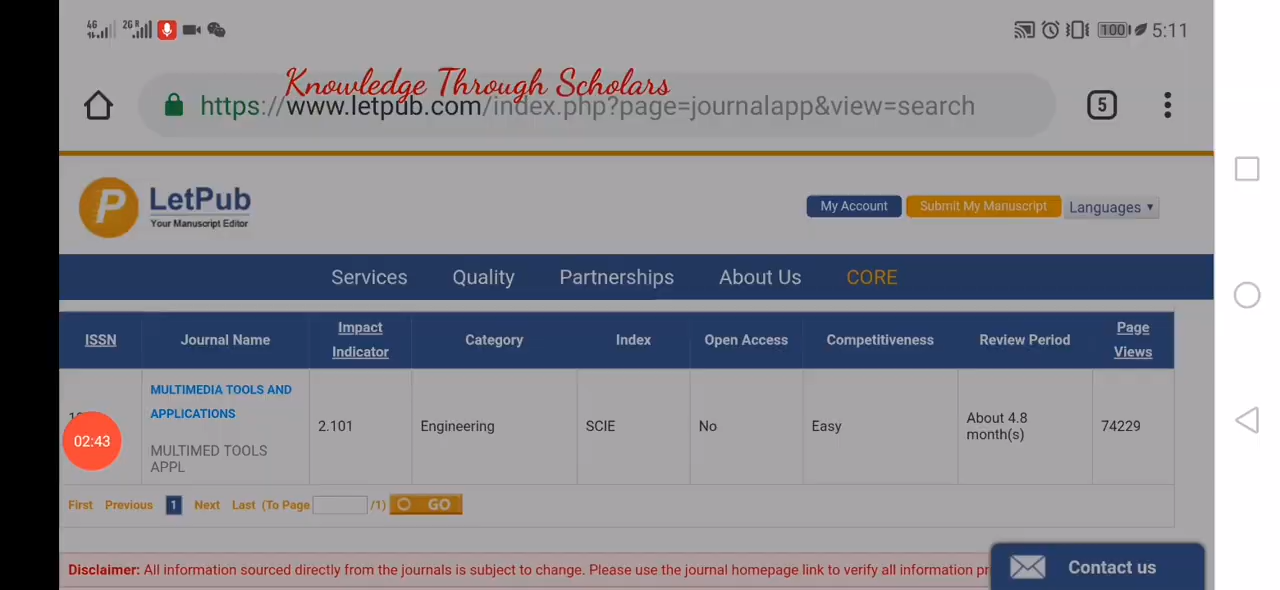 4G 2G R 100 5:11
Knowledge Through Scholars
https://www.letpub.com/index.php?page=journalapp&view=search 5
P LetPub
Your Manuscript Editor
My Account Submit My Manuscript Languages ▾
Services Quality Partnerships About Us CORE
ISSN Journal Name Impact Indicator Category Index Open Access Competitiveness Review Period Page Views
MULTIMEDIA TOOLS AND APPLICATIONS
MULTIMED TOOLS APPL
2.101 Engineering SCIE No Easy About 4.8 month(s) 74229
02:43
First Previous 1 Next Last (To Page /1) GO
Disclaimer: All information sourced directly from the journals is subject to change. Please use the journal homepage link to verify all information
Contact us